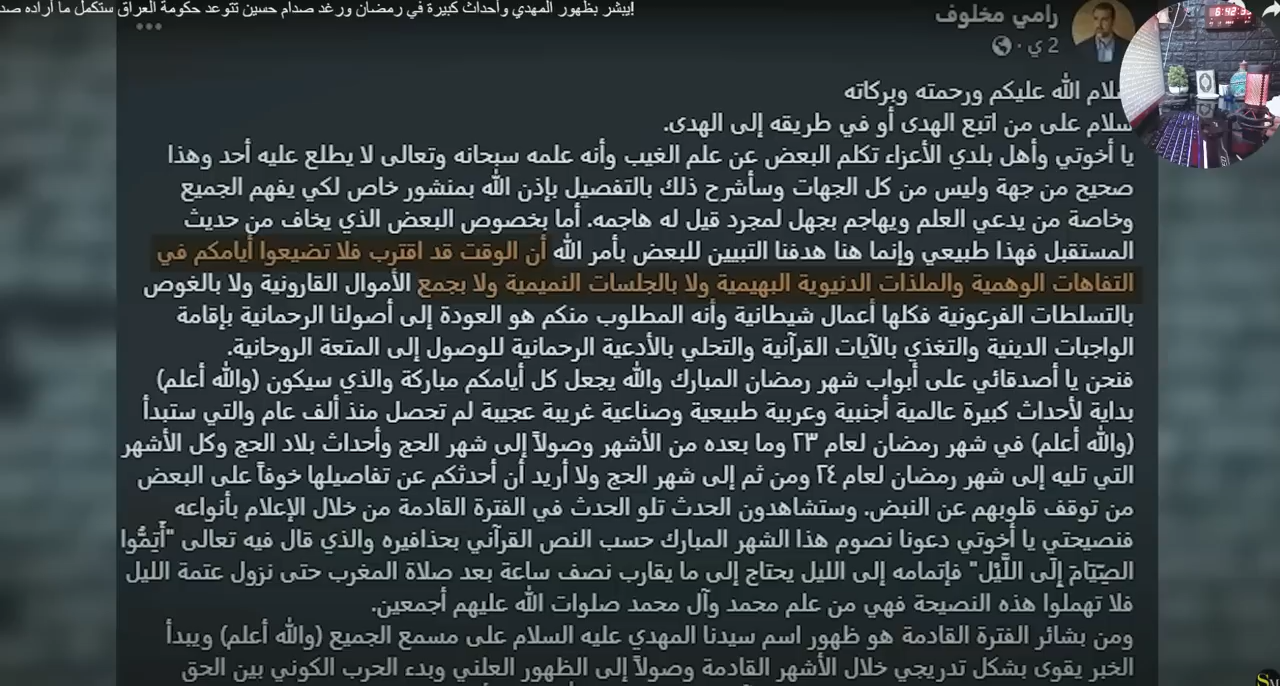 يبشر بظهور المهدي وأحداث كبيرة في رمضان ورغد صدام حسين تتوعد حكومة العراق ستكمل ما أراده!
6:42:3
رامي مخلوف
2 ي ·
سلام الله عليكم ورحمته وبركاته
سلام على من اتبع الهدى أو في طريقه إلى الهدى.
يا أخوتي وأهل بلدي الأعزاء تكلم البعض عن علم الغيب وأنه علمه سبحانه وتعالى لا يطلع عليه أحد وهذا
صحيح من جهة وليس من كل الجهات وسأشرح ذلك بالتفصيل بإذن الله بمنشور خاص لكي يفهم الجميع
وخاصة من يدعي العلم ويهاجم بجهل لمجرد قيل له هاجمه. أما بخصوص البعض الذي يخاف من حديث
المستقبل فهذا طبيعي وإنما هنا هدفنا التبيين للبعض بأمر الله أن الوقت قد اقترب فلا تضيعوا أيامكم في
التفاهات الوهمية والملذات الدنيوية البهيمية ولا بالجلسات النميمية ولا بجمع الأموال القارونية ولا بالغوص
بالتسلطات الفرعونية فكلها أعمال شيطانية وأنه المطلوب منكم هو العودة إلى أصولنا الرحمانية بإقامة
الواجبات الدينية والتغذي بالآيات القرآنية والتحلي بالأدعية الرحمانية للوصول إلى المتعة الروحانية.
فنحن يا أصدقائي على أبواب شهر رمضان المبارك والله يجعل كل أيامكم مباركة والذي سيكون (والله أعلم)
بداية لأحداث كبيرة عالمية أجنبية وعربية طبيعية وصناعية غريبة عجيبة لم تحصل منذ ألف عام والتي ستبدأ
(والله أعلم) في شهر رمضان لعام ٢٣ وما بعده من الأشهر وصولاً إلى شهر الحج وأحداث بلاد الحج وكل الأشهر
التي تليه إلى شهر رمضان لعام ٢٤ ومن ثم إلى شهر الحج ولا أريد أن أحدثكم عن تفاصيلها خوفاً على البعض
من توقف قلوبهم عن النبض. وستشاهدون الحدث تلو الحدث في الفترة القادمة من خلال الإعلام بأنواعه
فنصيحتي يا أخوتي دعونا نصوم هذا الشهر المبارك حسب النص القرآني بحذافيره والذي قال فيه تعالى "أَتِمُّوا
الصِّيَامَ إِلَى اللَّيْل" فإتمامه إلى الليل يحتاج إلى ما يقارب نصف ساعة بعد صلاة المغرب حتى نزول عتمة الليل
فلا تهملوا هذه النصيحة فهي من علم محمد وآل محمد صلوات الله عليهم أجمعين.
ومن بشائر الفترة القادمة هو ظهور اسم سيدنا المهدي عليه السلام على مسمع الجميع (والله أعلم) ويبدأ
الخبر يقوى بشكل تدريجي خلال الأشهر القادمة وصولاً إلى الظهور العلني وبدء الحرب الكوني بين الحق